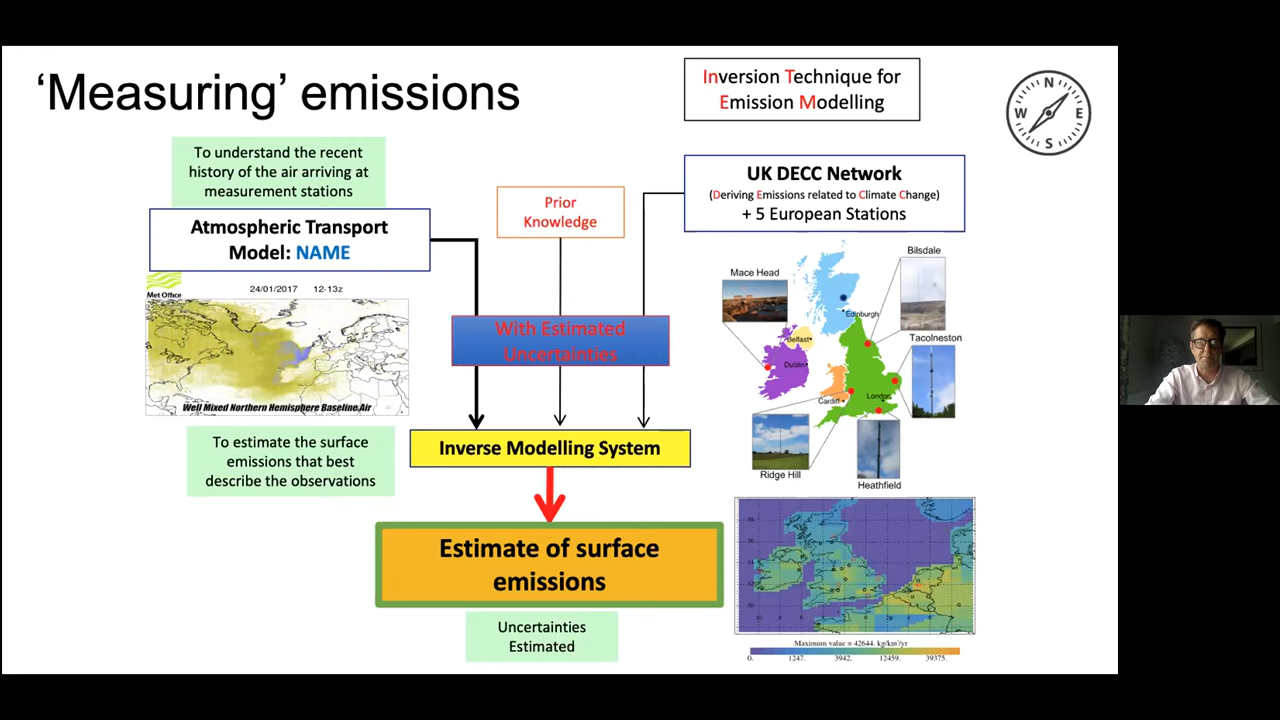 ‘Measuring’ emissions
Inversion Technique for
Emission Modelling
N
W E
S
To understand the recent
history of the air arriving at
measurement stations
Atmospheric Transport
Model: NAME
Prior
Knowledge
UK DECC Network
(Deriving Emissions related to Climate Change)
+ 5 European Stations
Met Office
24/01/2017 12-13z
Well Mixed Northern Hemisphere Baseline Air
With Estimated
Uncertainties
Mace Head
Bilsdale
Edinburgh
Belfast
Tacolneston
Dublin
London
Cardiff
Ridge Hill
Heathfield
To estimate the surface
emissions that best
describe the observations
Inverse Modelling System
Estimate of surface
emissions
Uncertainties
Estimated
Maximum value = 42644. kg/km²/yr
0. 1247. 3942. 12459. 39375.